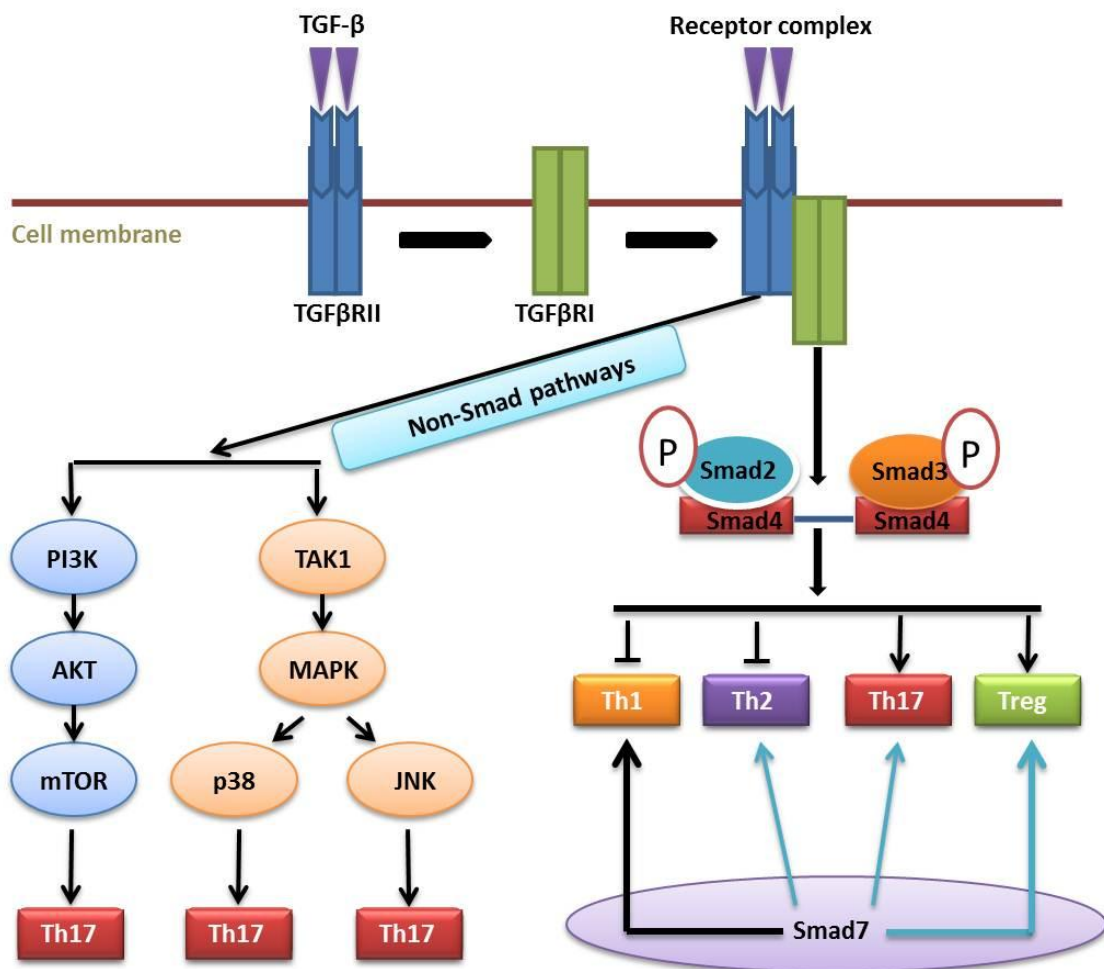 TGF-β
Receptor complex
Cell membrane
TGFβRII
TGFβRI
Non-Smad pathways
P
Smad2
Smad3
P
Smad4
Smad4
PI3K
TAK1
AKT
MAPK
Th1
Th2
Th17
Treg
mTOR
p38
JNK
Th17
Th17
Th17
Smad7